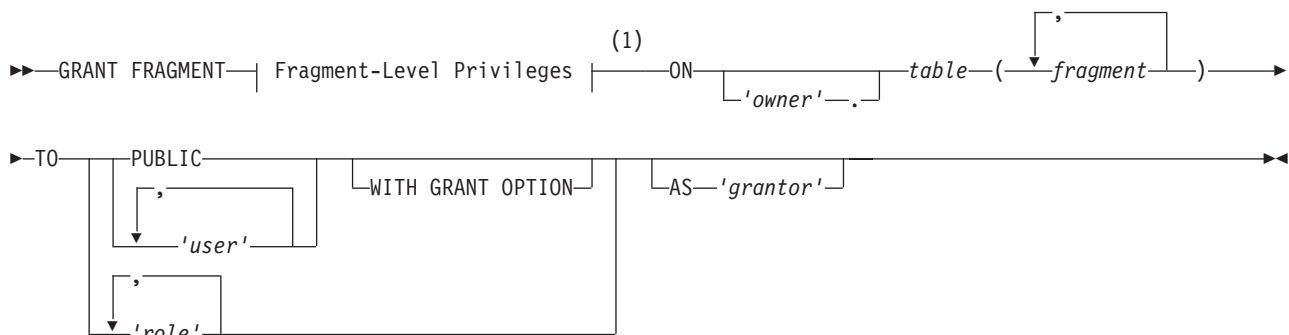 ,
(1)
GRANT FRAGMENT Fragment-Level Privileges ON table ( fragment )
'owner' .
TO PUBLIC
, WITH GRANT OPTION AS 'grantor'
'user'
,
'role'